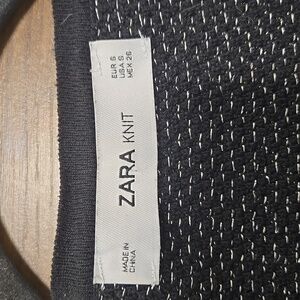 EUR S
USA S
MEX 26
ZARA KNIT
MADE IN
CHINA